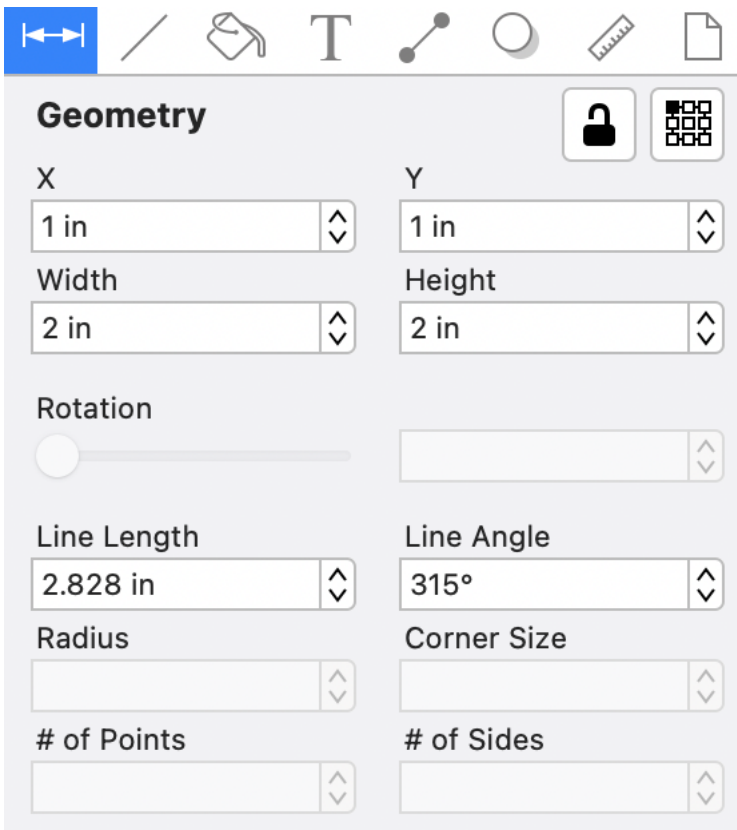 T
Geometry
X Y
1 in 1 in
Width Height
2 in 2 in
Rotation
Line Length Line Angle
2.828 in 315°
Radius Corner Size
# of Points # of Sides